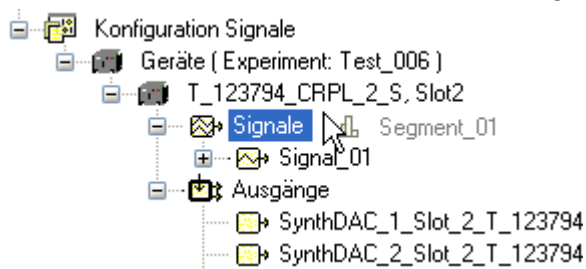 Konfiguration Signale
Geräte ( Experiment: Test_006 )
T_123794_CRPL_2_S, Slot2
Signale Segment_01
Signal_01
Ausgänge
SynthDAC_1_Slot_2_T_123794
SynthDAC_2_Slot_2_T_123794